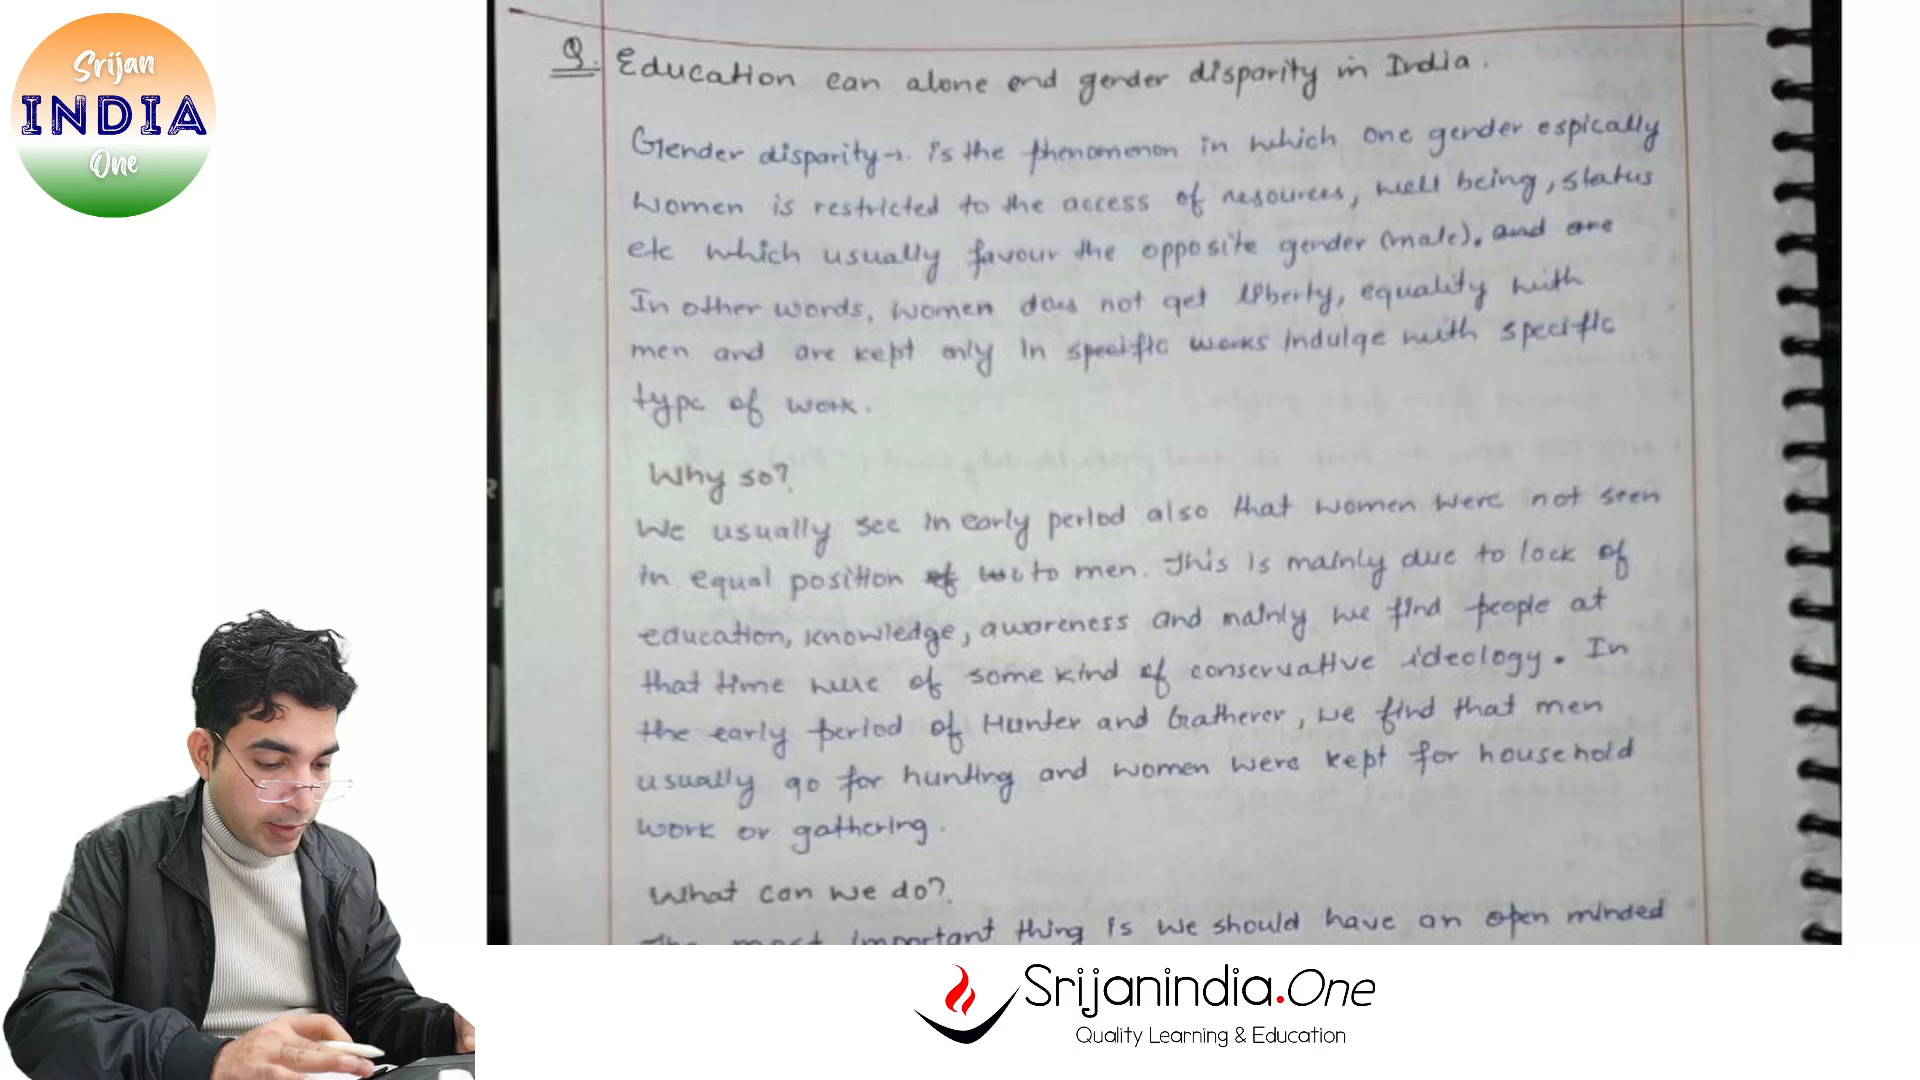 Srijan
INDIA
One
Q. Education can alone end gender disparity in India.
Gender disparity→. is the phenomenon in which one gender espically
women is restricted to the access of resources, well being, status
etc which usually favour the opposite gender (male). and are
In other words, women does not get liberty, equality with
men and are kept only in specific works indulge with specific
type of work.
Why so?
We usually see in early period also that women were not seen
in equal position of to men. This is mainly due to lack of
education, knowledge, awareness and mainly we find people at
that time were of some kind of conservative ideology. In
the early period of Hunter and Gatherer, we find that men
usually go for hunting and women were kept for household
work or gathering.
What can we do?
The most important thing is we should have an open minded
Srijanindia.One
Quality Learning & Education